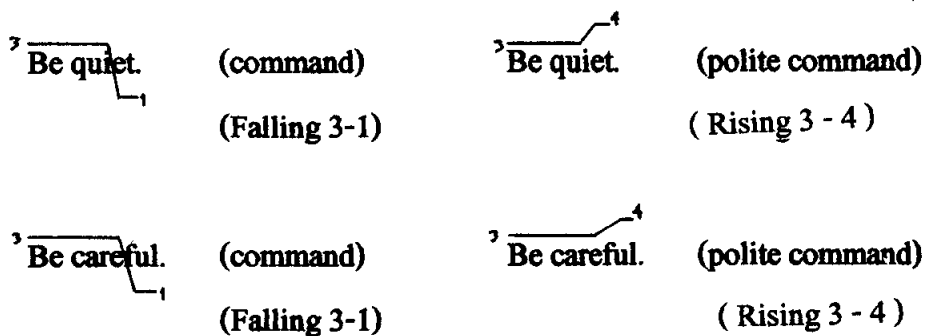 3 Be quiet. 1 (command) 3 Be quiet. 4 (polite command)
(Falling 3-1) ( Rising 3 - 4 )
3 Be careful. 1 (command) 3 Be careful. 4 (polite command)
(Falling 3-1) ( Rising 3 - 4 )